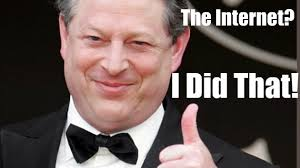 The Internet?
I Did That!